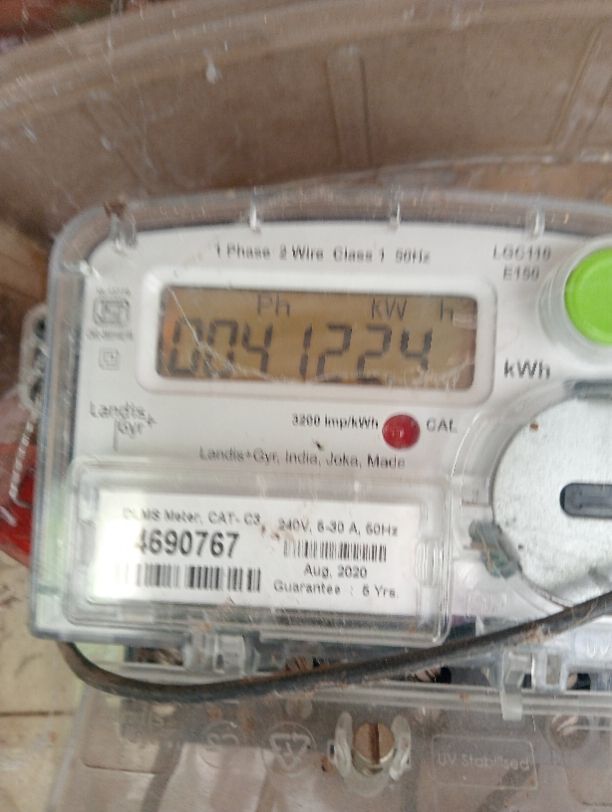 1 Phase 2 Wire Class 1 50Hz
LGC110
E150
Ph kW h
0041224
kWh
Landis+
Gyr
3200 imp/kWh
CAL
Landis+Gyr, India, Joka, Made
DLMS Meter, CAT- C3
240V, 5-30 A, 50Hz
4690767
Aug, 2020
Guarantee : 5 Yrs.
UV
UV Stabilised